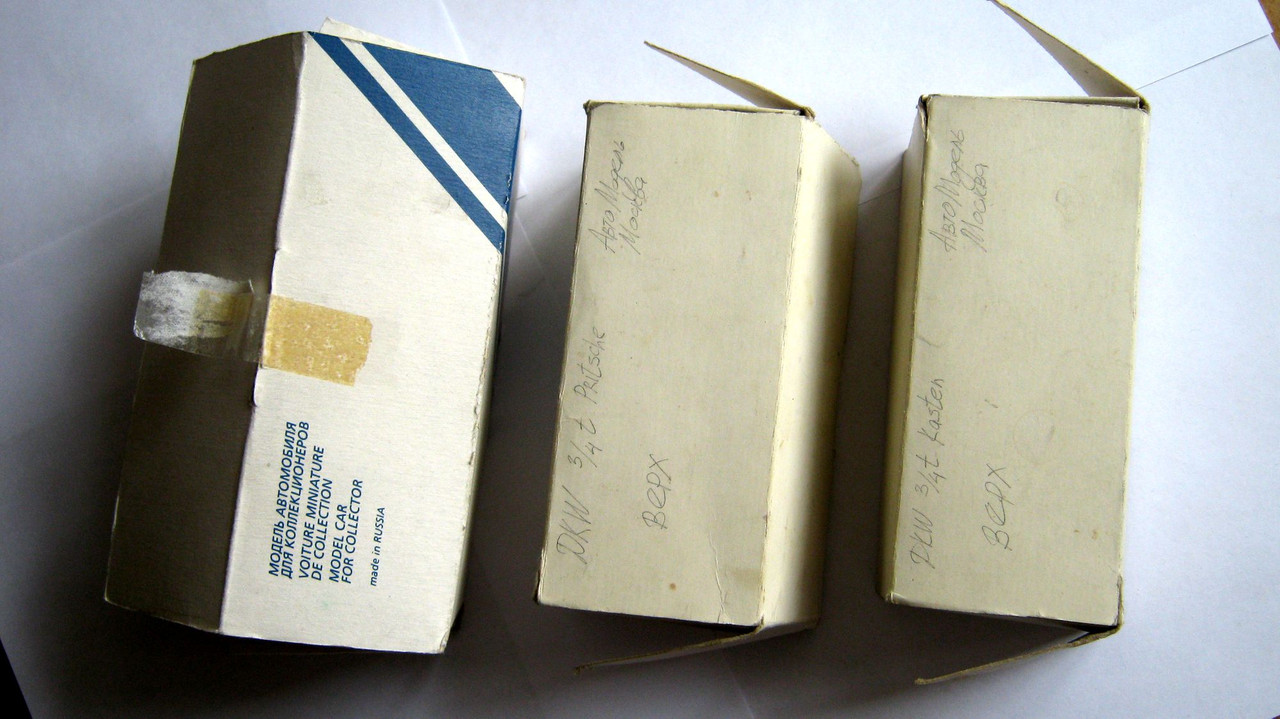 МОДЕЛЬ АВТОМОБИЛЯ
ДЛЯ КОЛЛЕКЦИОНЕРОВ
VOITURE MINIATURE
DE COLLECTION
MODEL CAR
FOR COLLECTOR
made in RUSSIA
DKW 3/4 t Pritsche
Авто Модель
Москва
верх
DKW 3/4 t Kasten !
Авто Модель
Москва
верх !